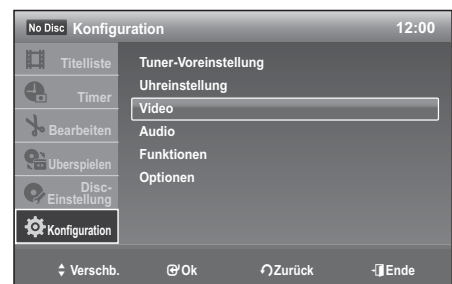 No Disc Konfiguration 12:00
Titelliste
Timer
Bearbeiten
Uberspielen
Disc-
Einstellung
Konfiguration
Tuner-Voreinstellung
Uhreinstellung
Video
Audio
Funktionen
Optionen
Verschb. Ok Zurück Ende